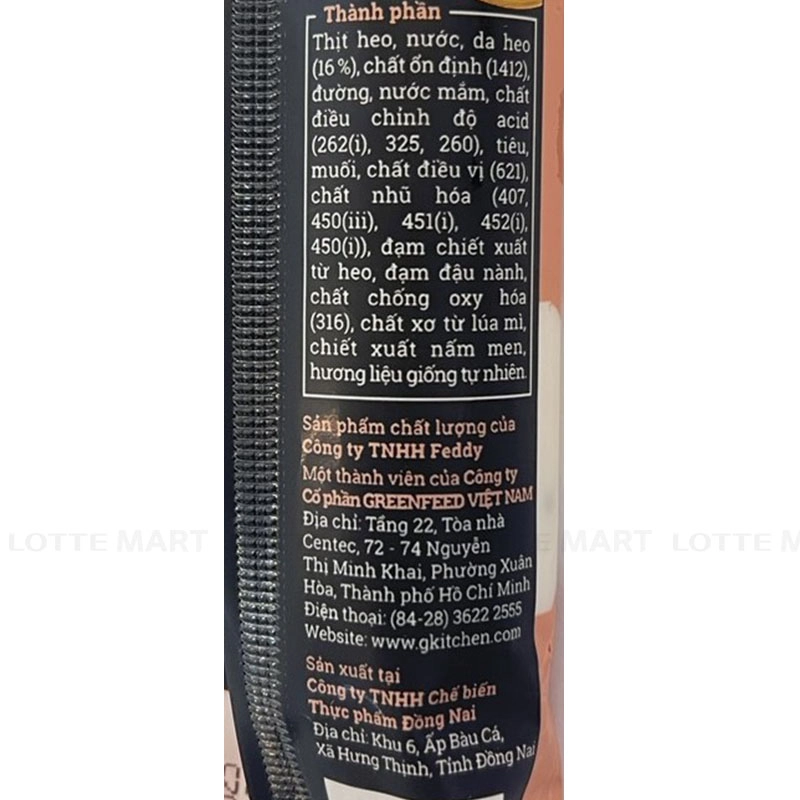 Thành phần
Thịt heo, nước, da heo
(16%), chất ổn định (1412),
đường, nước mắm, chất
điều chỉnh độ acid
(262(i), 325, 260), tiêu,
muối, chất điều vị (621),
chất nhũ hóa (407,
450(iii), 451(i), 452(i),
450(i)), đạm chiết xuất
từ heo, đạm đậu nành,
chất chống oxy hóa
(316), chất xơ từ lúa mì,
chiết xuất nấm men,
hương liệu giống tự nhiên.
Sản phẩm chất lượng của
Công ty TNHH Feddy
Một thành viên của Công ty
Cổ phần GREENFEED VIỆT NAM
Địa chỉ: Tầng 22, Tòa nhà
Centec, 72 - 74 Nguyễn
Thị Minh Khai, Phường Xuân
Hòa, Thành phố Hồ Chí Minh
Điện thoại: (84-28) 3622 2555
Website: www.gkitchen.com
Sản xuất tại
Công ty TNHH Chế biến
Thực phẩm Đồng Nai
Địa chỉ: Khu 6, Ấp Bàu Cá,
Xã Hưng Thịnh, Tỉnh Đồng Nai
LOTTE MART
TE MART
LOTTE M